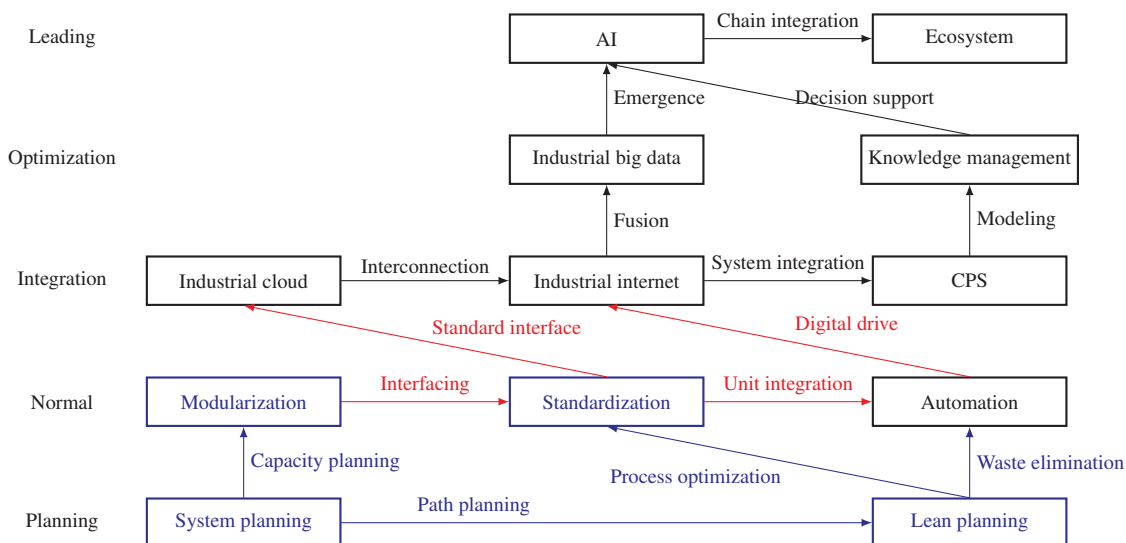 Leading
AI
Chain integration
Ecosystem
Emergence
Decision support
Optimization
Industrial big data
Knowledge management
Fusion
Modeling
Integration
Industrial cloud
Interconnection
Industrial internet
System integration
CPS
Standard interface
Digital drive
Normal
Modularization
Interfacing
Standardization
Unit integration
Automation
Capacity planning
Process optimization
Waste elimination
Planning
System planning
Path planning
Lean planning